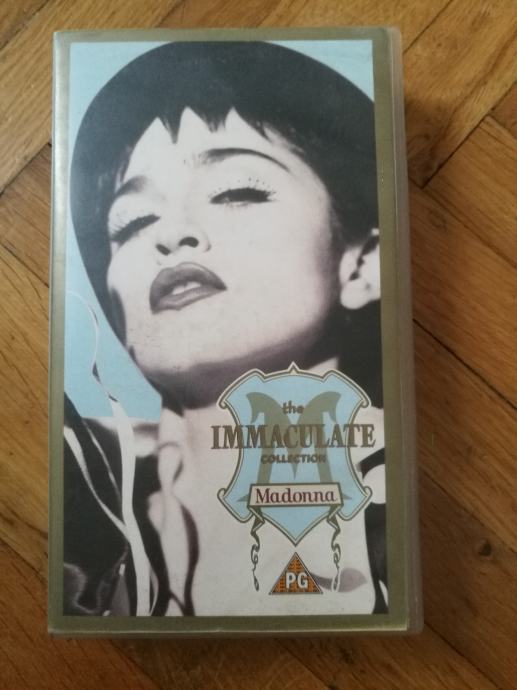 the
IMMACULATE
COLLECTION
Madonna
PG